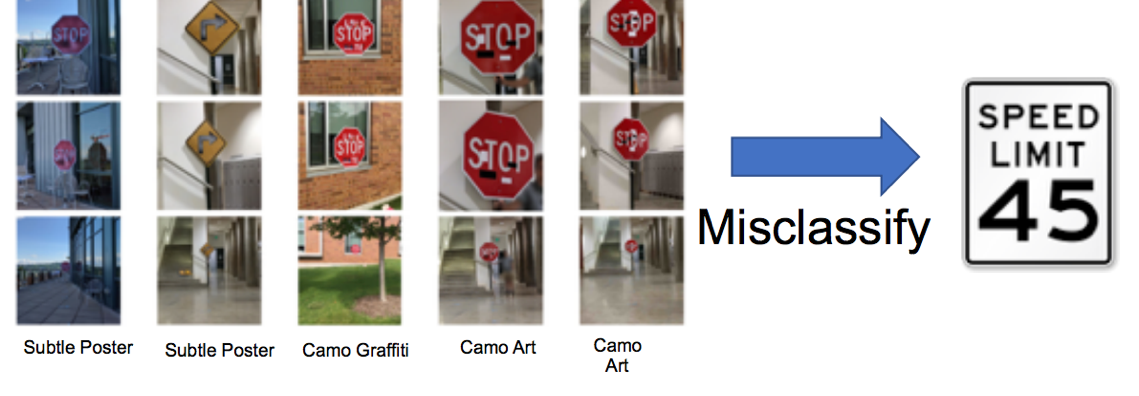 STOP
STOP
STOP
STOP
STOP
STOP
STOP
STOP
SPEED
LIMIT
45
Misclassify
Subtle Poster
Subtle Poster
Camo Graffiti
Camo Art
Camo
Art